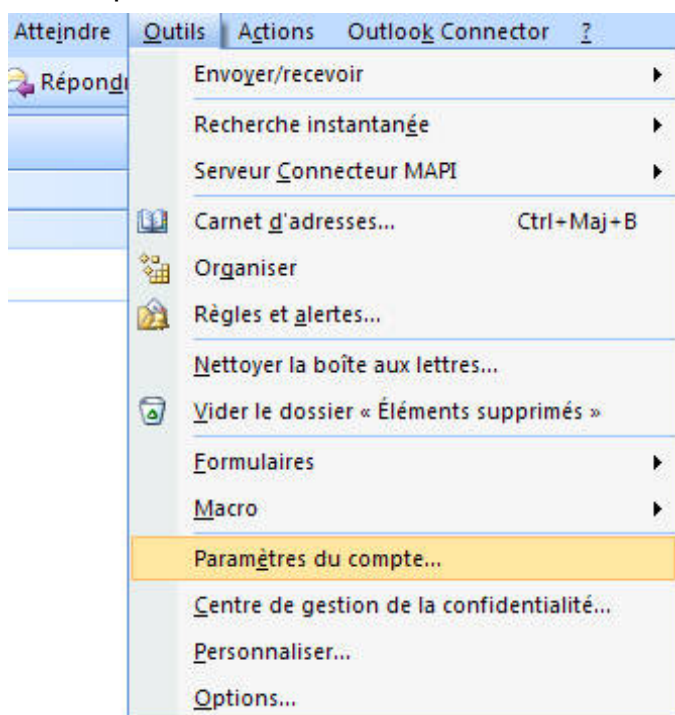 Atteindre Outils Actions Outlook Connector ?
Envoyer/recevoir
Recherche instantanée
Serveur Connecteur MAPI
Carnet d'adresses... Ctrl+Maj+B
Organiser
Règles et alertes...
Nettoyer la boîte aux lettres...
Vider le dossier « Éléments supprimés »
Formulaires
Macro
Paramètres du compte...
Centre de gestion de la confidentialité...
Personnaliser...
Options...